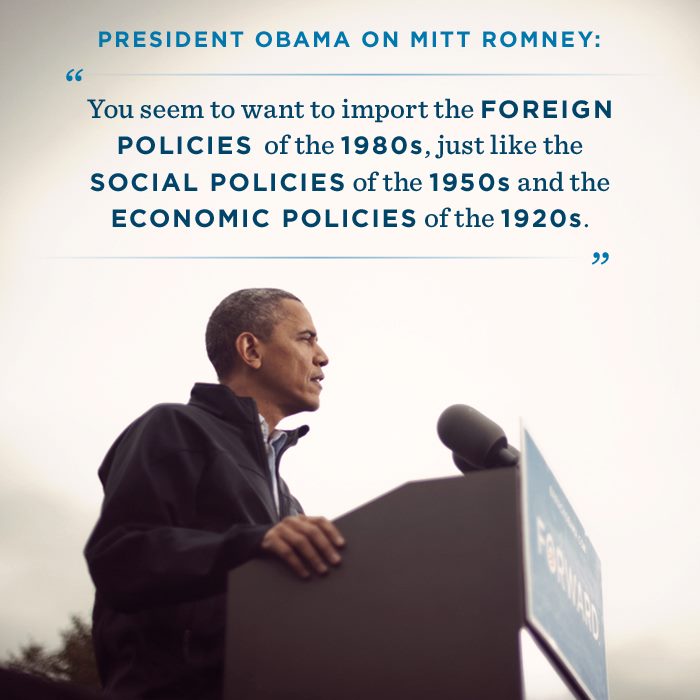 PRESIDENT OBAMA ON MITT ROMNEY:
“
You seem to want to import the FOREIGN
POLICIES of the 1980s, just like the
SOCIAL POLICIES of the 1950s and the
ECONOMIC POLICIES of the 1920s.
”
FORWARD